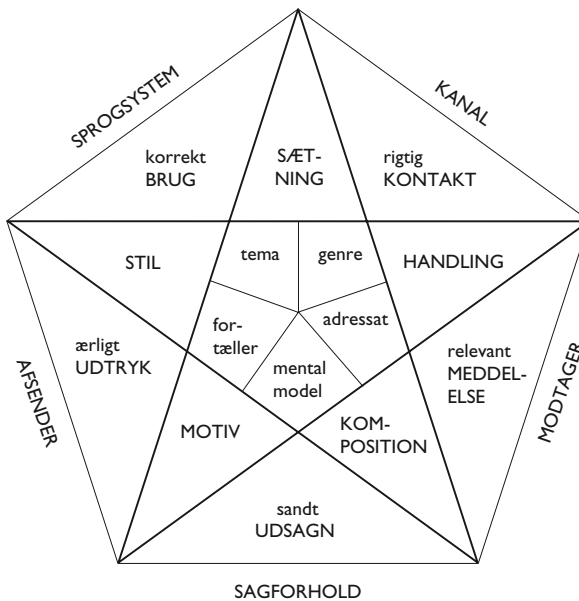 SPROGSYSTEM
KANAL
korrekt
BRUG
SÆT-
NING
rigtig
KONTAKT
STIL
tema
genre
HANDLING
for-
tæller
adressat
mental
model
ærligt
UDTRYK
relevant
MEDDEL-
ELSE
AFSENDER
MODTAGER
MOTIV
KOM-
POSITION
sandt
UDSAGN
SAGFORHOLD